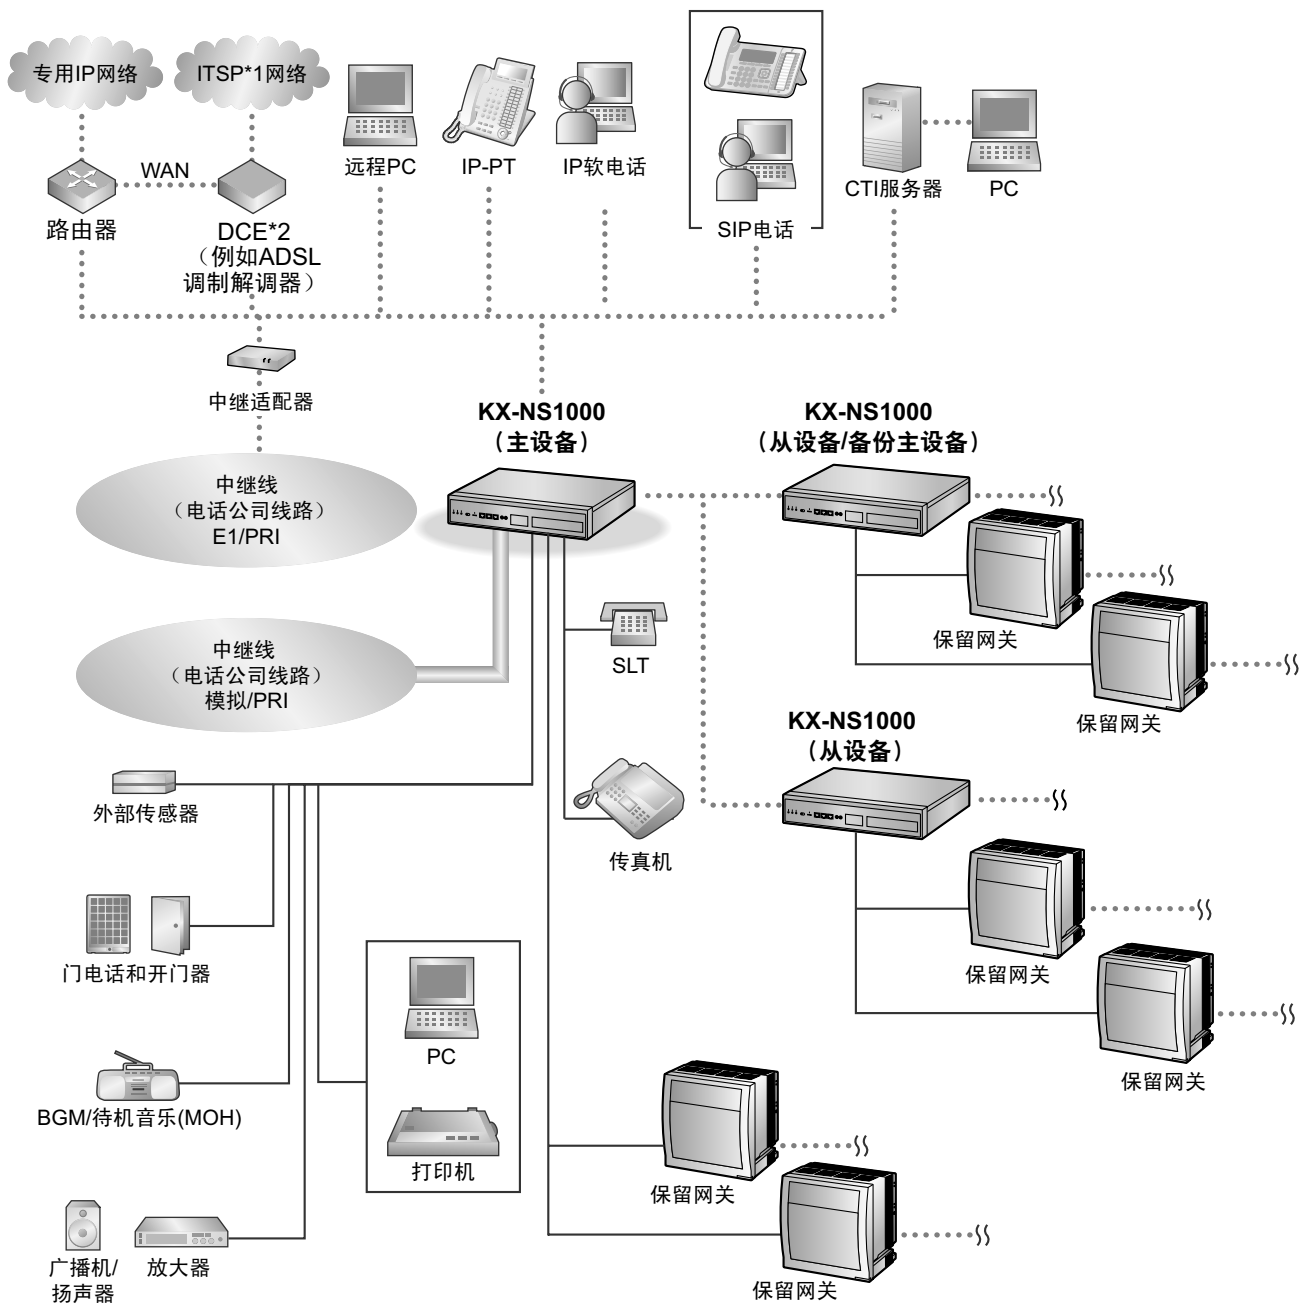 专用IP网络
ITSP*1网络
WAN
路由器
DCE*2
（例如ADSL
调制解调器）
远程PC
IP-PT
IP软电话
SIP电话
CTI服务器
PC
中继适配器
中继线
（电话公司线路）
E1/PRI
KX-NS1000
（主设备）
KX-NS1000
（从设备/备份主设备）
保留网关
保留网关
中继线
（电话公司线路）
模拟/PRI
SLT
KX-NS1000
（从设备）
外部传感器
传真机
门电话和开门器
保留网关
保留网关
PC
BGM/待机音乐(MOH)
打印机
保留网关
广播机/
扬声器
放大器
保留网关